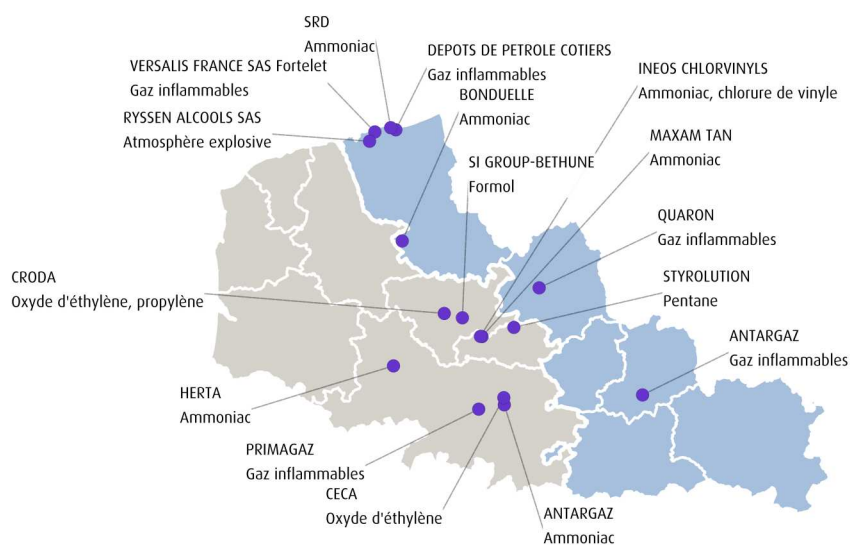 SRD
Ammoniac
DEPOTS DE PETROLE COTIERS
Gaz inflammables
VERSALIS FRANCE SAS Fortelet
Gaz inflammables
INEOS CHLORVINYLS
Ammoniac, chlorure de vinyle
BONDUELLE
Ammoniac
RYSSEN ALCOOLS SAS
Atmosphère explosive
MAXAM TAN
Ammoniac
SI GROUP-BETHUNE
Formol
QUARON
Gaz inflammables
CRODA
Oxyde d'éthylène, propylène
STYROLUTION
Pentane
ANTARGAZ
Gaz inflammables
HERTA
Ammoniac
PRIMAGAZ
Gaz inflammables
CECA
Oxyde d'éthylène
ANTARGAZ
Ammoniac